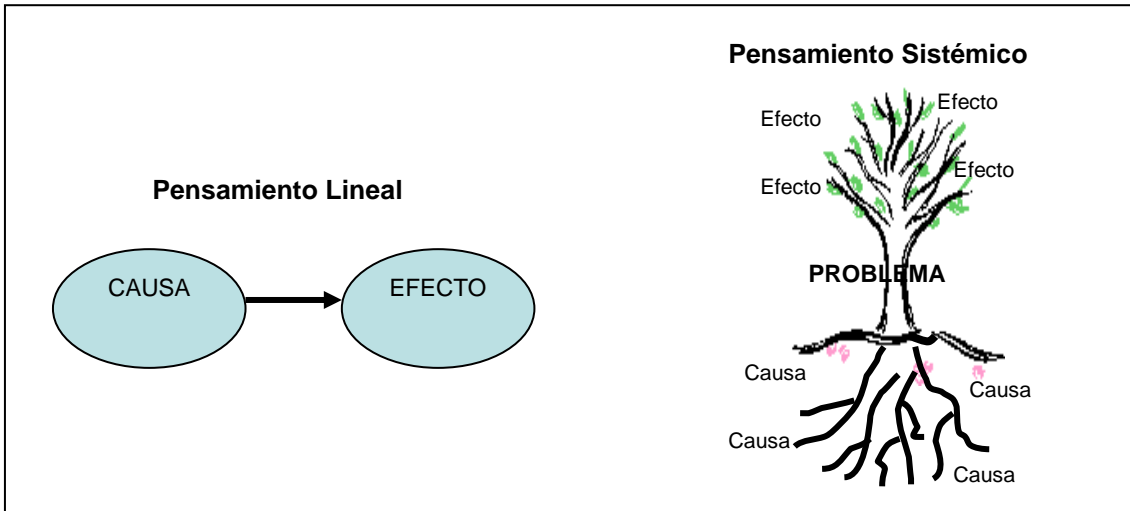 Pensamiento Lineal
CAUSA
EFECTO
Pensamiento Sistémico
Efecto
Efecto
Efecto
Efecto
PROBLEMA
Causa
Causa
Causa
Causa